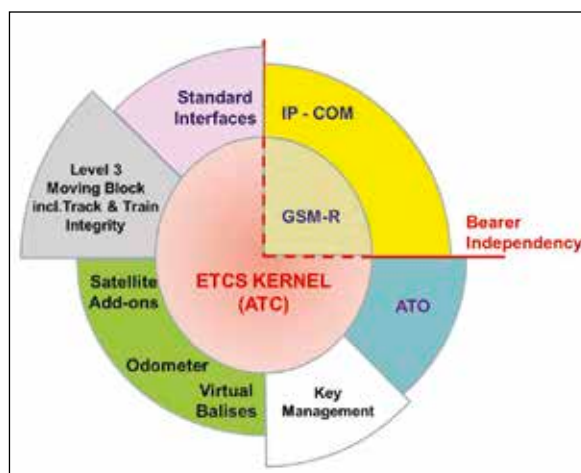 Standard
Interfaces
IP - COM
Level 3
Moving Block
incl.Track & Train
Integrity
GSM-R
Bearer
Independency
ETCS KERNEL
(ATC)
Satellite
Add-ons
ATO
Odometer
Virtual
Balises
Key
Management